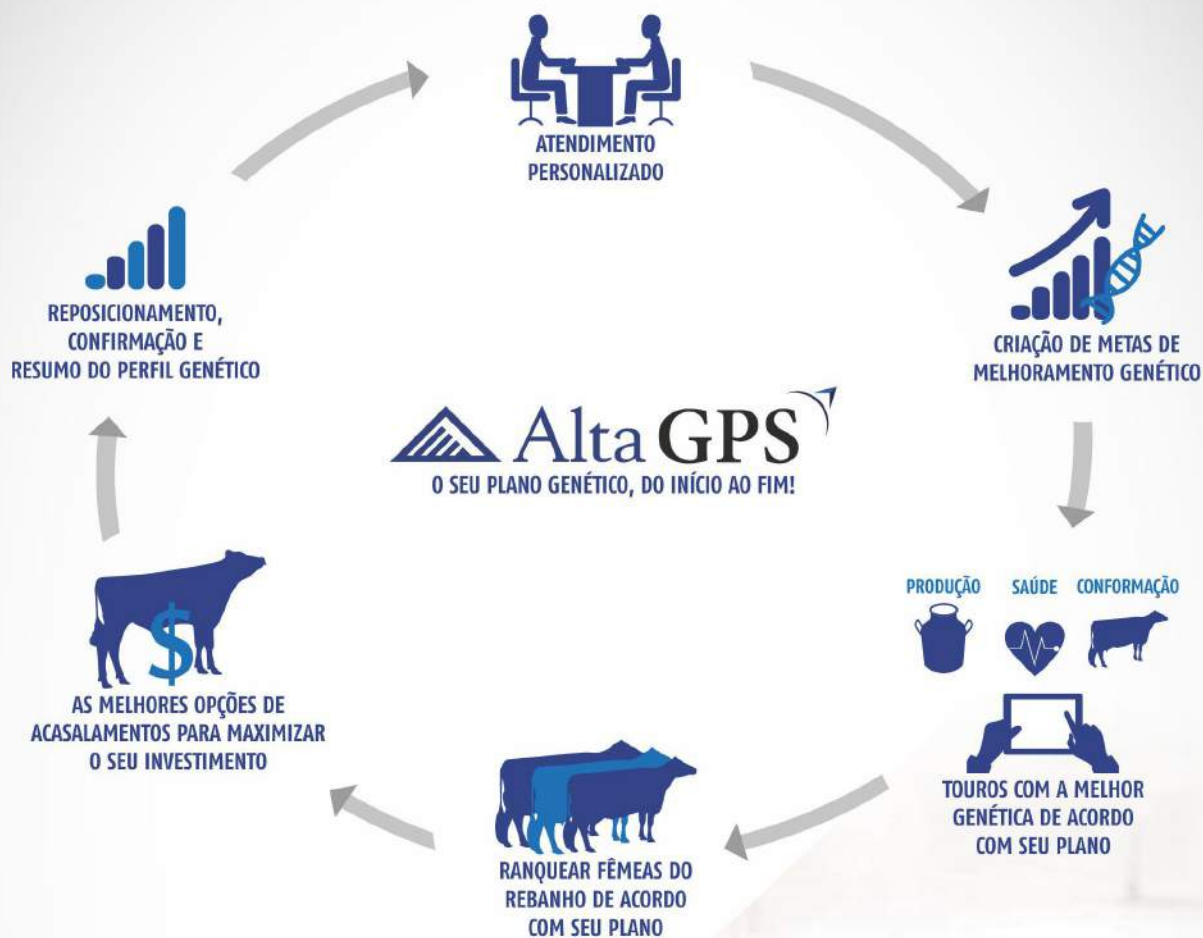 ATENDIMENTO
PERSONALIZADO
CRIAÇÃO DE METAS DE
MELHORAMENTO GENÉTICO
PRODUÇÃO
SAÚDE
CONFORMAÇÃO
TOUROS COM A MELHOR
GENÉTICA DE ACORDO
COM SEU PLANO
RANQUEAR FÊMEAS DO
REBANHO DE ACORDO
COM SEU PLANO
$
AS MELHORES OPÇÕES DE
ACASALAMENTOS PARA MAXIMIZAR
O SEU INVESTIMENTO
REPOSICIONAMENTO,
CONFIRMAÇÃO E
RESUMO DO PERFIL GENÉTICO
Alta GPS
O SEU PLANO GENÉTICO, DO INÍCIO AO FIM!